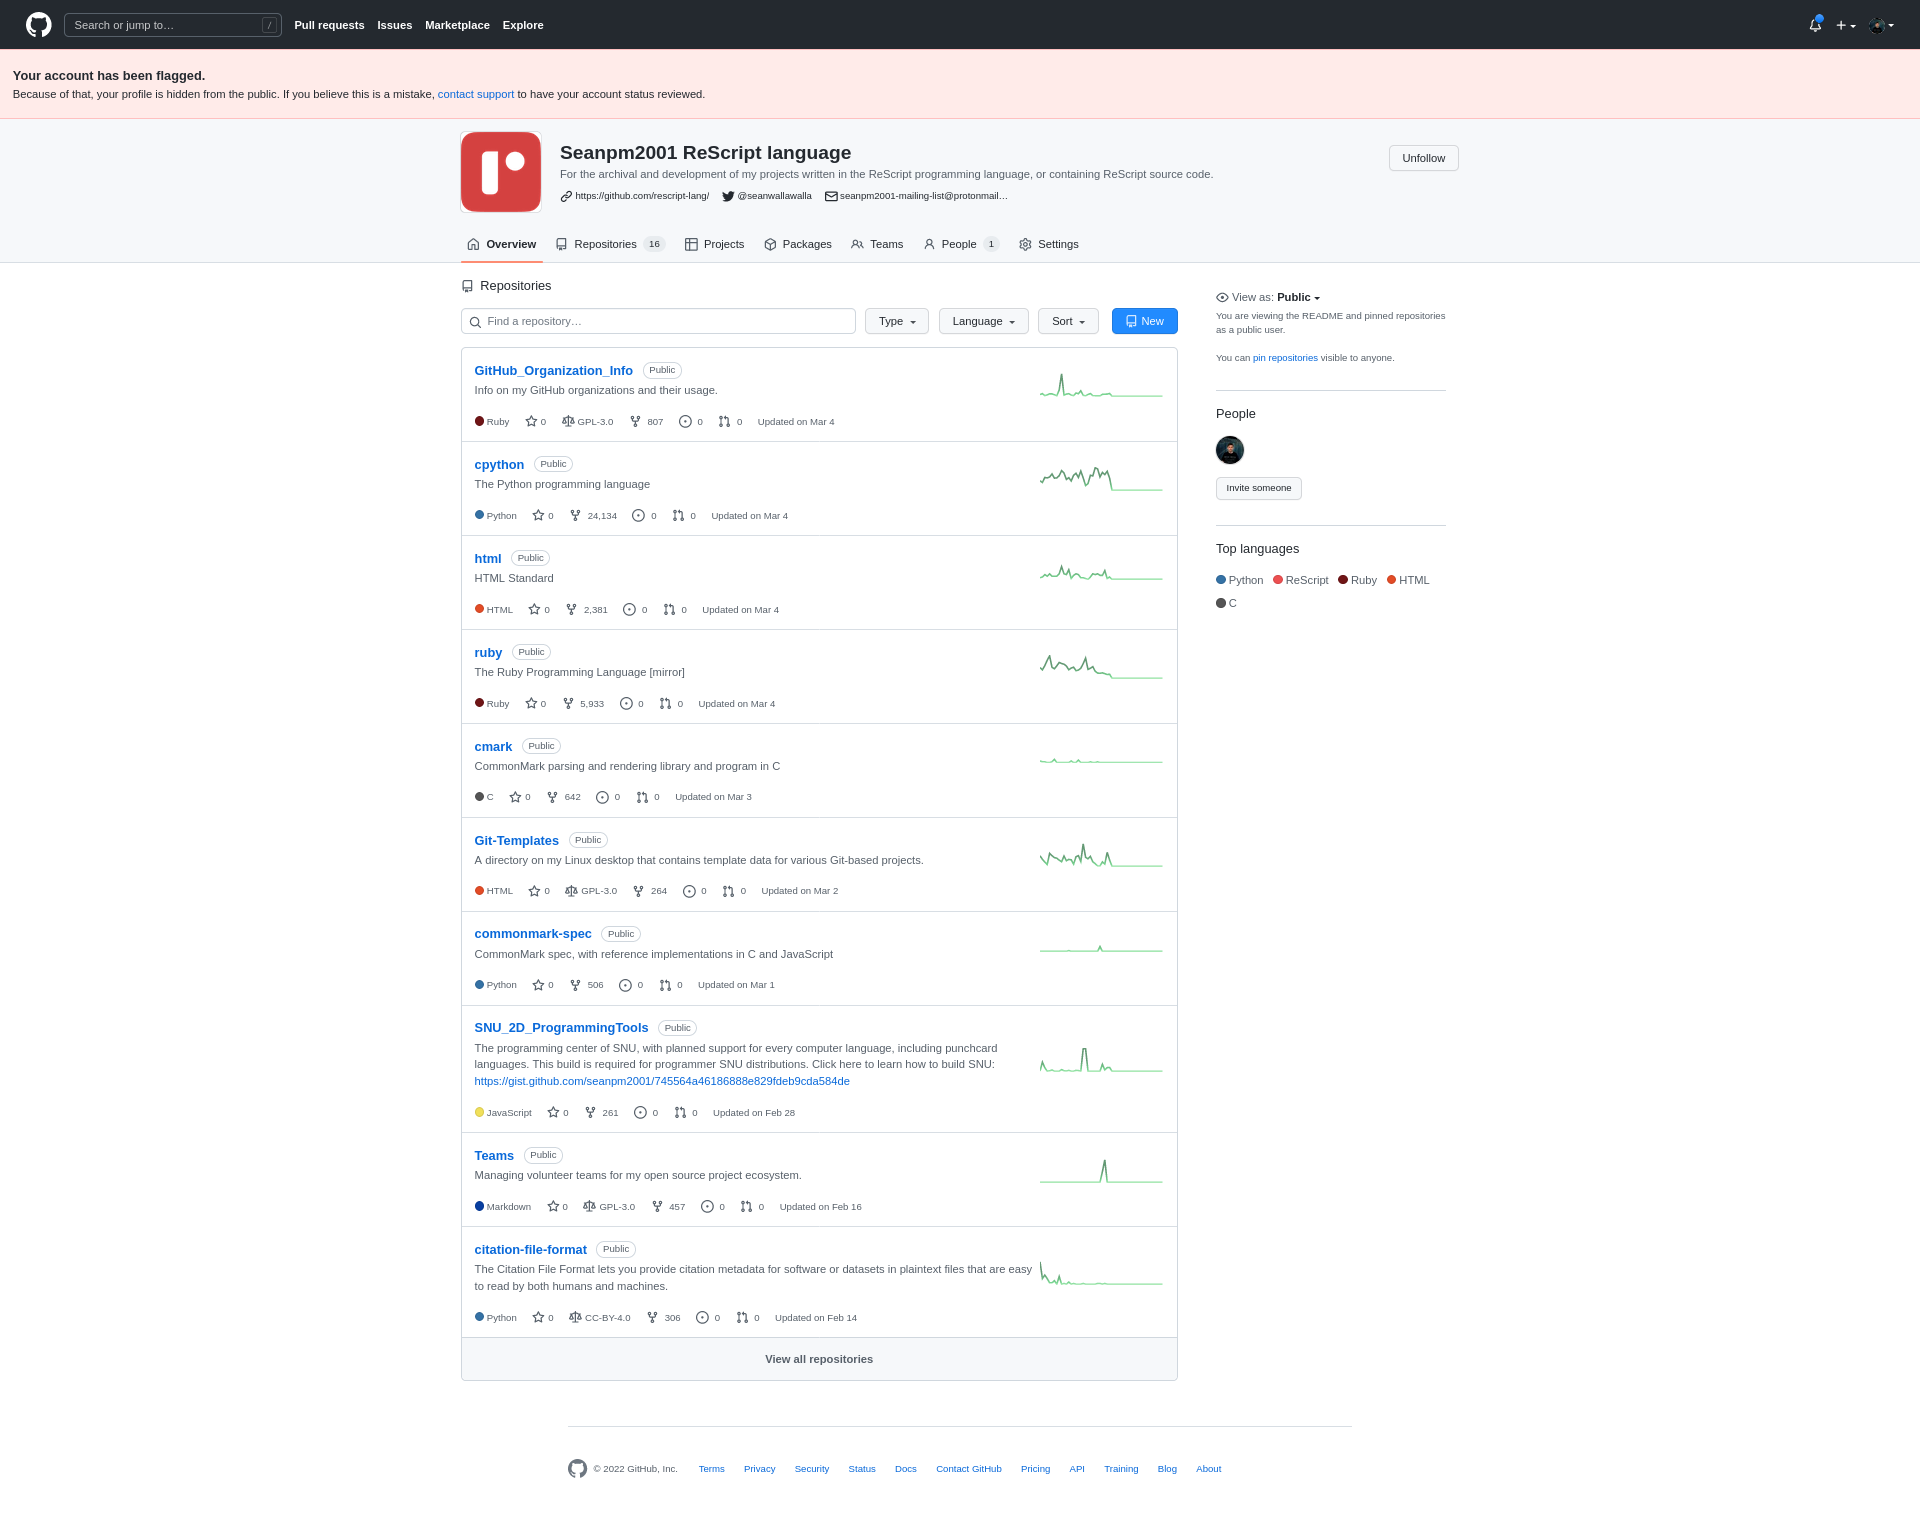 Search or jump to… /
Pull requests Issues Marketplace Explore
Your account has been flagged.
Because of that, your profile is hidden from the public. If you believe this is a mistake, contact support to have your account status reviewed.
Seanpm2001 ReScript language
For the archival and development of my projects written in the ReScript programming language, or containing ReScript source code.
https://github.com/rescript-lang/ @seanwallawalla seanpm2001-mailing-list@protonmail…
Unfollow
Overview Repositories 16 Projects Packages Teams People 1 Settings
Repositories
Find a repository… Type Language Sort New
GitHub_Organization_Info Public
Info on my GitHub organizations and their usage.
Ruby 0 GPL-3.0 807 0 0 Updated on Mar 4
cpython Public
The Python programming language
Python 0 24,134 0 0 Updated on Mar 4
html Public
HTML Standard
HTML 0 2,381 0 0 Updated on Mar 4
ruby Public
The Ruby Programming Language [mirror]
Ruby 0 5,933 0 0 Updated on Mar 4
cmark Public
CommonMark parsing and rendering library and program in C
C 0 642 0 0 Updated on Mar 3
Git-Templates Public
A directory on my Linux desktop that contains template data for various Git-based projects.
HTML 0 GPL-3.0 264 0 0 Updated on Mar 2
commonmark-spec Public
CommonMark spec, with reference implementations in C and JavaScript
Python 0 506 0 0 Updated on Mar 1
SNU_2D_ProgrammingTools Public
The programming center of SNU, with planned support for every computer language, including punchcard
languages. This build is required for programmer SNU distributions. Click here to learn how to build SNU:
https://gist.github.com/seanpm2001/745564a46186888e829fdeb9cda584de
JavaScript 0 261 0 0 Updated on Feb 28
Teams Public
Managing volunteer teams for my open source project ecosystem.
Markdown 0 GPL-3.0 457 0 0 Updated on Feb 16
citation-file-format Public
The Citation File Format lets you provide citation metadata for software or datasets in plaintext files that are easy
to read by both humans and machines.
Python 0 CC-BY-4.0 306 0 0 Updated on Feb 14
View all repositories
View as: Public
You are viewing the README and pinned repositories
as a public user.
You can pin repositories visible to anyone.
People
Invite someone
Top languages
Python ReScript Ruby HTML
C
© 2022 GitHub, Inc. Terms Privacy Security Status Docs Contact GitHub Pricing API Training Blog About